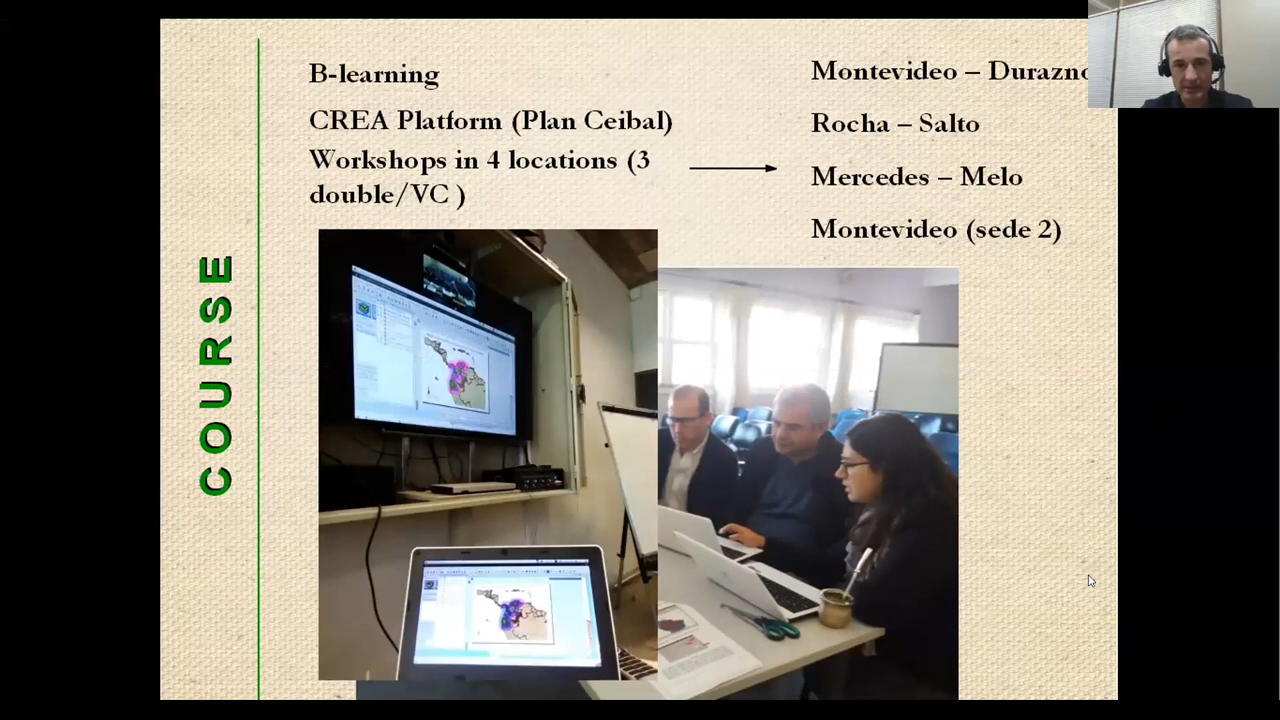 B-learning
CREA Platform (Plan Ceibal)
Workshops in 4 locations (3
double/VC )
Montevideo – Durazno
Rocha – Salto
Mercedes – Melo
Montevideo (sede 2)
COURSE